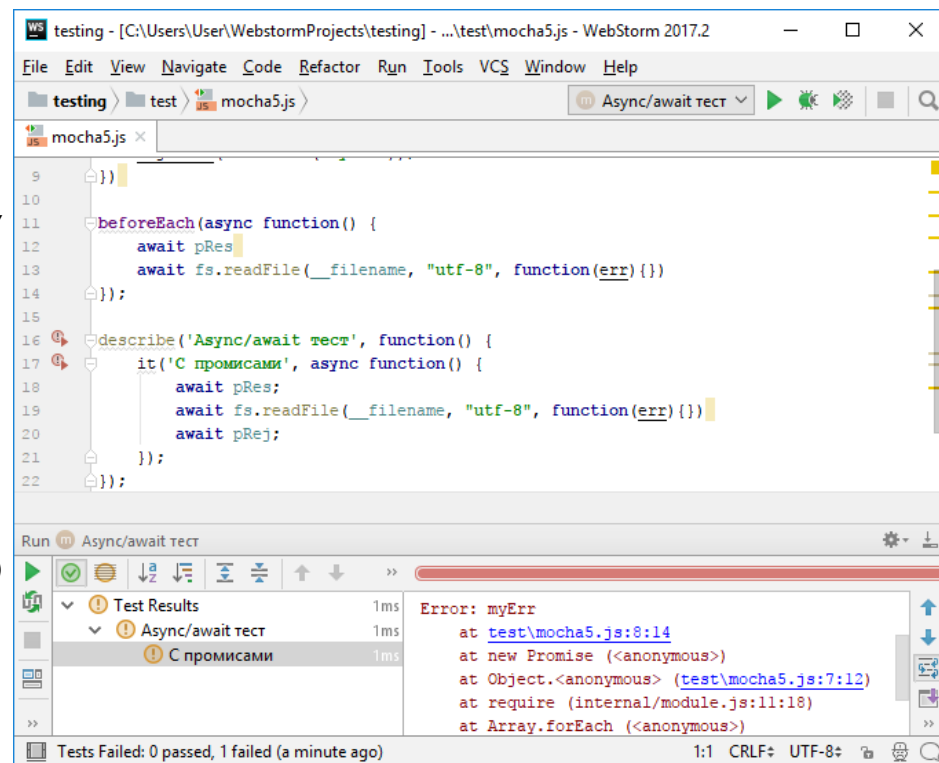 testing - [C:\Users\User\WebstormProjects\testing] - ...\test\mocha5.js - WebStorm 2017.2
File Edit View Navigate Code Refactor Run Tools VCS Window Help
testing test mocha5.js Async/await тест
mocha5.js
9 })
10
11 beforeEach(async function() {
12 await pRes
13 await fs.readFile(__filename, "utf-8", function(err){})
14 });
15
16 describe('Async/await тест', function() {
17 it('С промисами', async function() {
18 await pRes;
19 await fs.readFile(__filename, "utf-8", function(err){})
20 await pRej;
21 });
22 });
Run Async/await тест
Test Results 1ms
Async/await тест 1ms
С промисами 1ms
Error: myErr
at test\mocha5.js:8:14
at new Promise (<anonymous>)
at Object.<anonymous> (test\mocha5.js:7:12)
at require (internal/module.js:11:18)
at Array.forEach (<anonymous>)
Tests Failed: 0 passed, 1 failed (a minute ago) 1:1 CRLF UTF-8